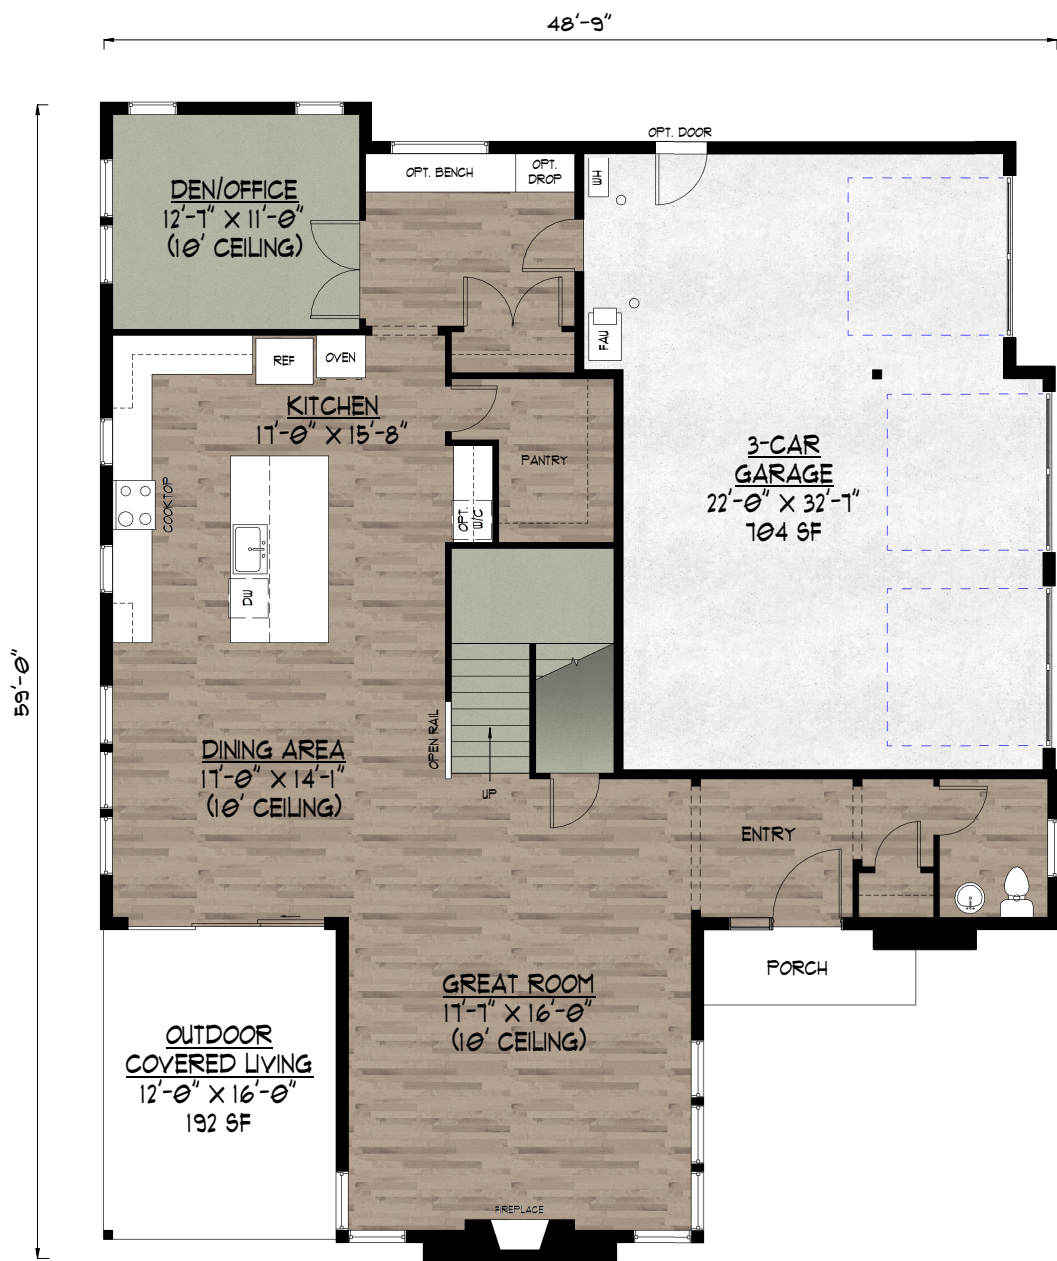 48'-9"
OPT. DOOR
OPT. BENCH
OPT.
DROP
WH
DEN/OFFICE
12'-7" X 11'-0"
(10' CEILING)
FAU
REF
OVEN
KITCHEN
17'-0" X 15'-8"
PANTRY
3-CAR
GARAGE
22'-0" X 32'-7"
704 SF
COOKTOP
OPT.
W/C
DW
59'-0"
OPEN RAIL
DINING AREA
17'-0" X 14'-1"
(10' CEILING)
UP
ENTRY
PORCH
GREAT ROOM
17'-7" X 16'-0"
(10' CEILING)
OUTDOOR
COVERED LIVING
12'-0" X 16'-0"
192 SF
FIREPLACE